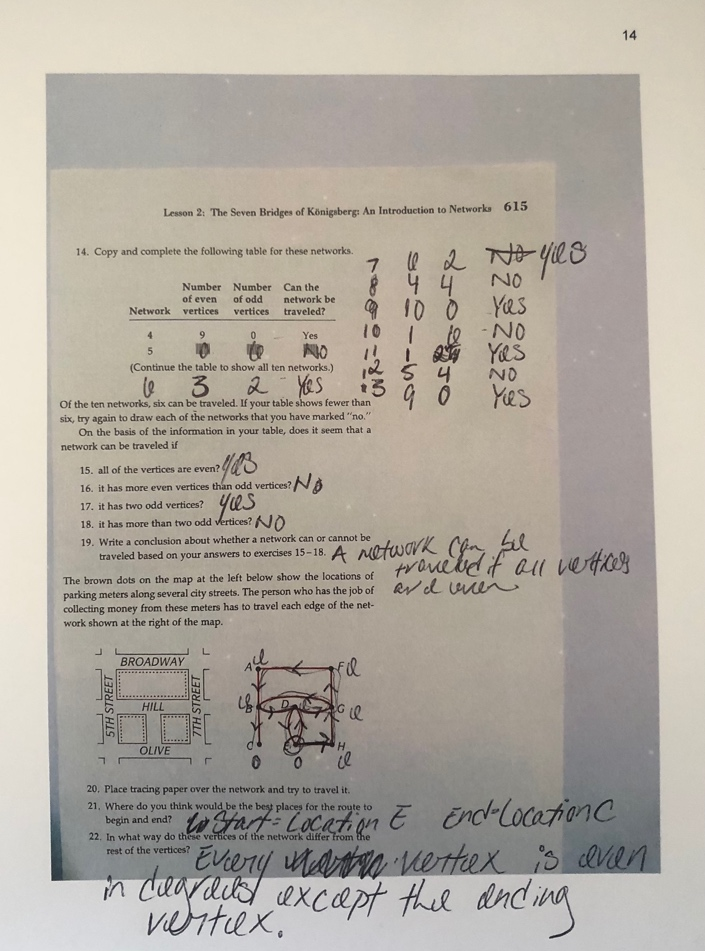 14
Lesson 2: The Seven Bridges of Königsberg: An Introduction to Networks 615
14. Copy and complete the following table for these networks.
Network Number of even vertices Number of odd vertices Can the network be traveled?
4 9 0 Yes
5 0 6 NO
(Continue the table to show all ten networks.)
6 3 2 Yes
7 6 2 No yes
8 4 4 NO
9 10 0 Yes
10 1 6 - NO
11 1 Yes
12 5 4 NO
13 9 0 Yes
Of the ten networks, six can be traveled. If your table shows fewer than
six, try again to draw each of the networks that you have marked "no."
On the basis of the information in your table, does it seem that a
network can be traveled if
15. all of the vertices are even? yes
16. it has more even vertices than odd vertices? No
17. it has two odd vertices? yes
18. it has more than two odd vertices? NO
19. Write a conclusion about whether a network can or cannot be
traveled based on your answers to exercises 15–18. A network can be
traveled if all vertices
and even
The brown dots on the map at the left below show the locations of
parking meters along several city streets. The person who has the job of
collecting money from these meters has to travel each edge of the net-
work shown at the right of the map.
BROADWAY
5TH STREET
HILL
7TH STREET
OLIVE
A e F e
e B D G e
C E H
o o e
20. Place tracing paper over the network and try to travel it.
21. Where do you think would be the best places for the route to
begin and end? Start = Location E End = Location C
22. In what way do these vertices of the network differ from the
rest of the vertices? Every vertex is even
in degrees except the ending
vertex.